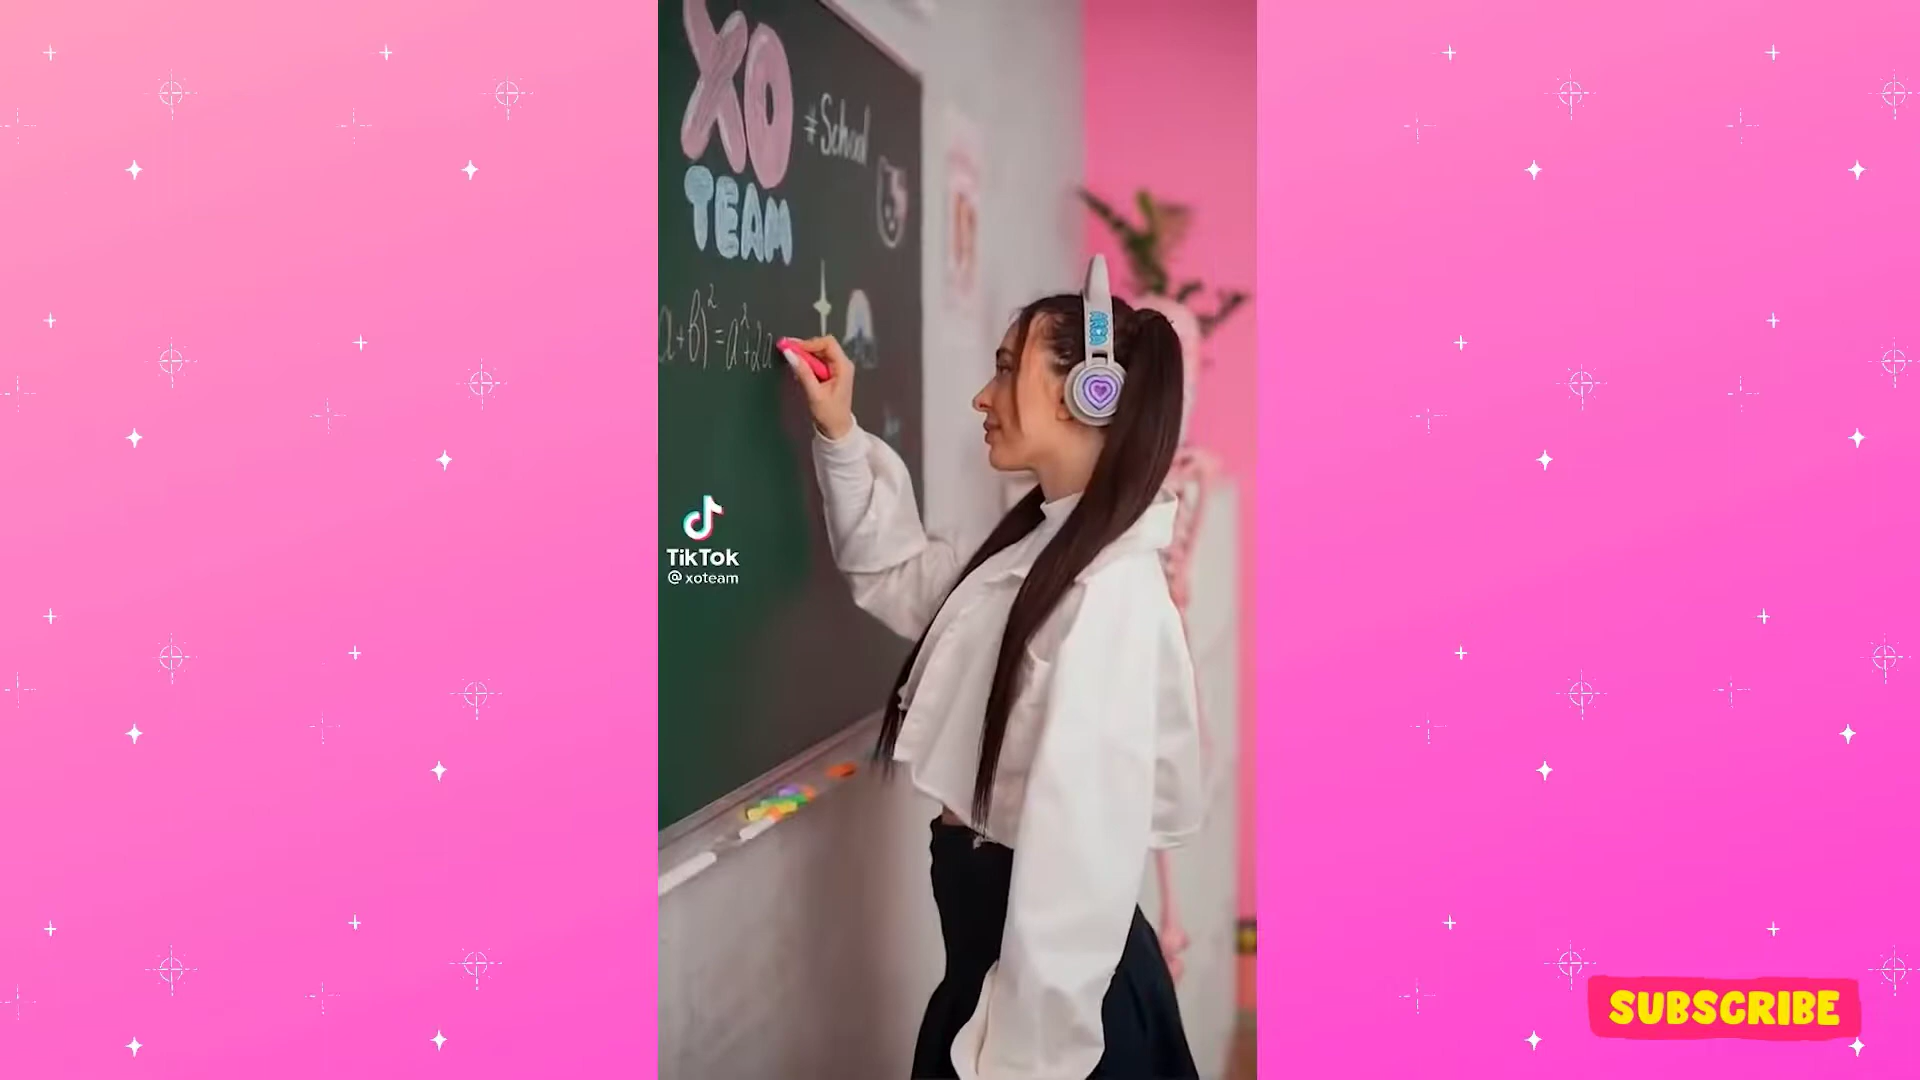 XO
TEAM
#School
a+b)²=a²+2a
TikTok
@xoteam
SUBSCRIBE